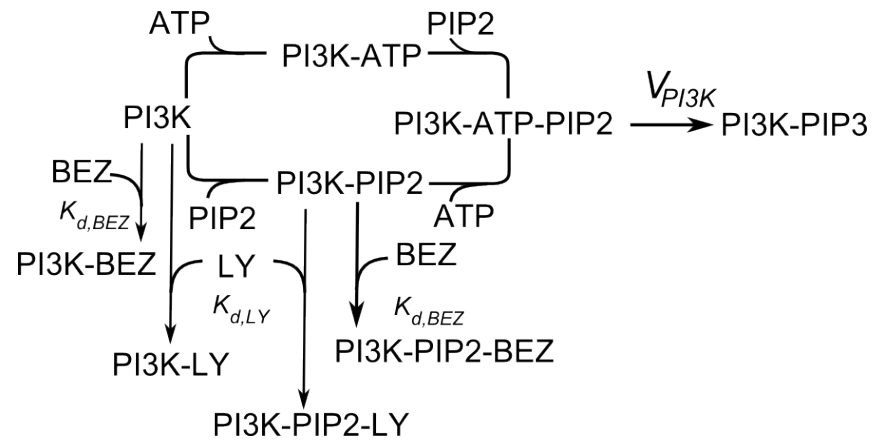 ATP
PIP2
PI3K-ATP
V_PI3K
PI3K
PI3K-ATP-PIP2
PI3K-PIP3
BEZ
PI3K-PIP2
K_d,BEZ
PIP2
ATP
PI3K-BEZ
LY
BEZ
K_d,LY
K_d,BEZ
PI3K-LY
PI3K-PIP2-BEZ
PI3K-PIP2-LY